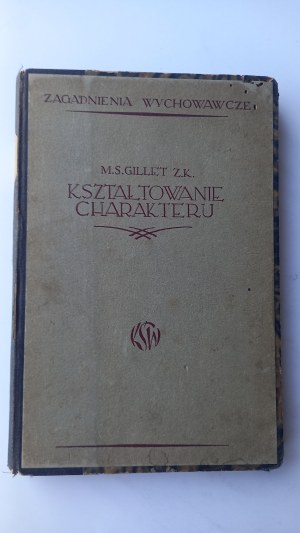 ZAGADNIENIA WYCHOWAWCZE
M.S.GILLET Z.K.
KSZTAŁTOWANIE
CHARAKTERU
KSW